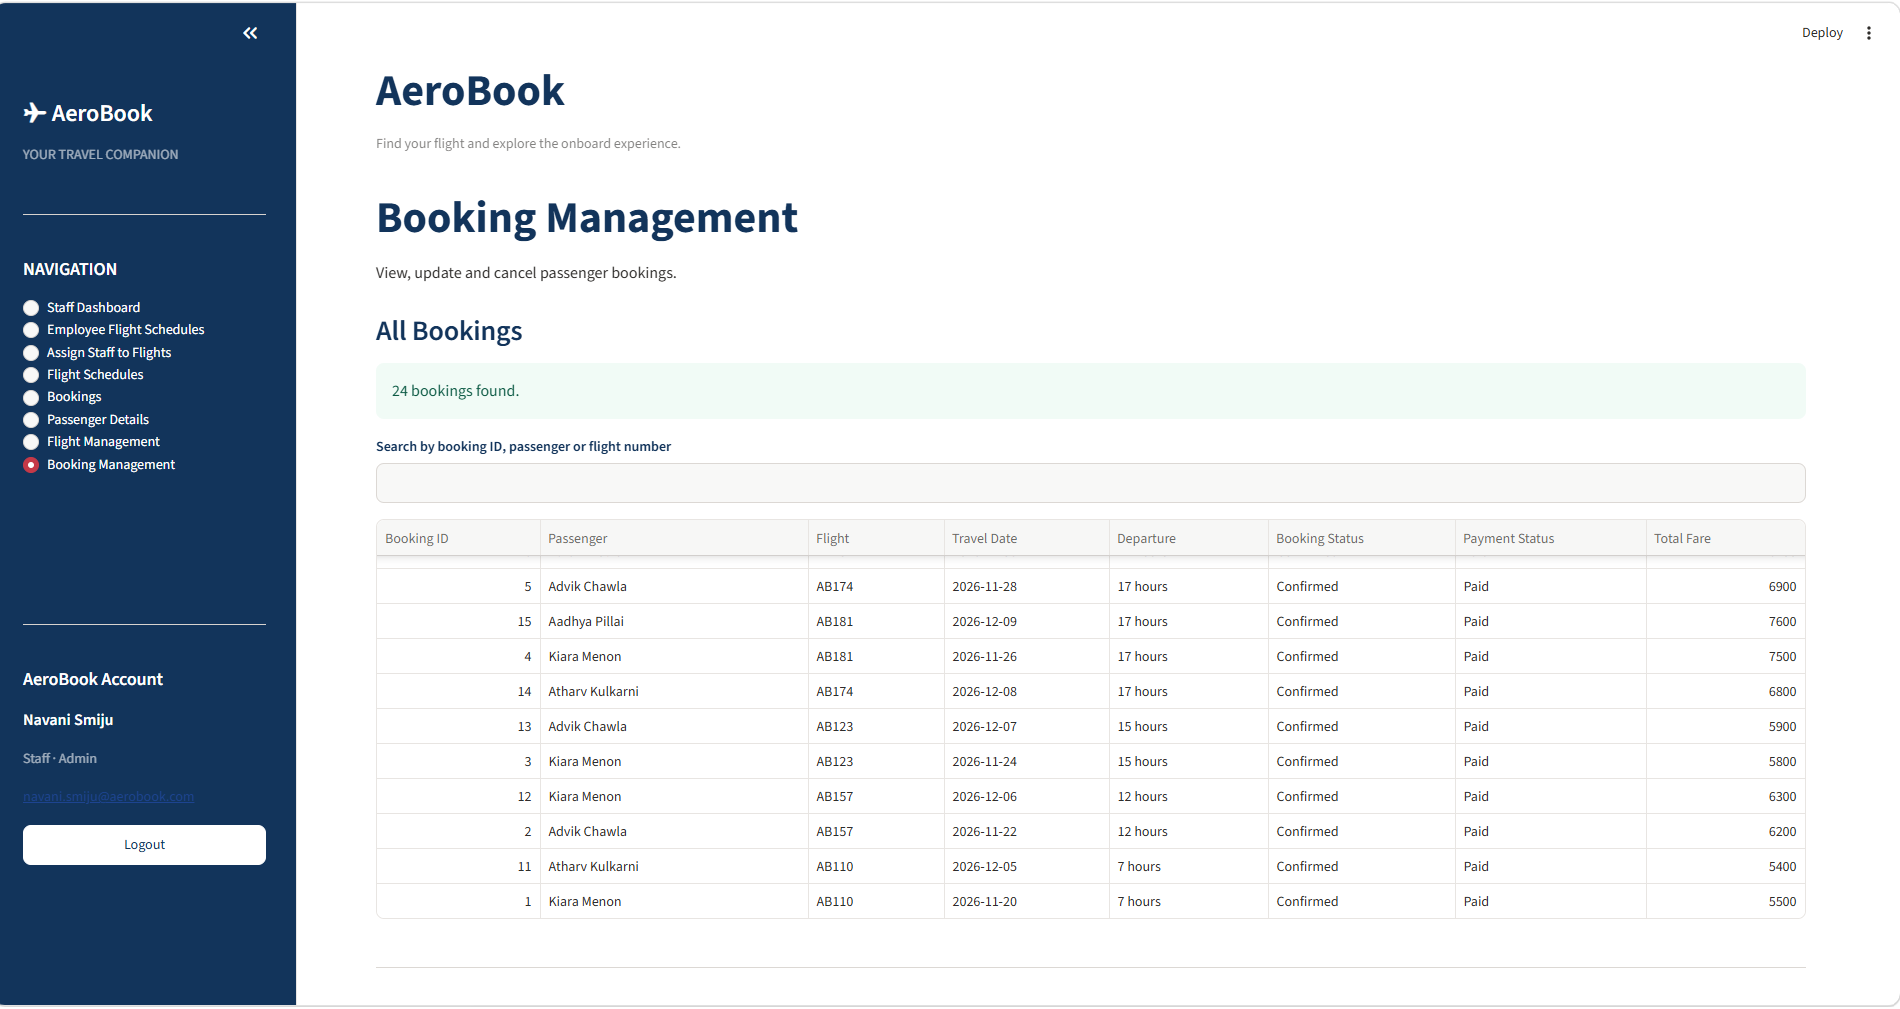 Deploy
AeroBook
YOUR TRAVEL COMPANION
NAVIGATION
Staff Dashboard
Employee Flight Schedules
Assign Staff to Flights
Flight Schedules
Bookings
Passenger Details
Flight Management
Booking Management
AeroBook Account
Navani Smiju
Staff · Admin
navani.smiju@aerobook.com
Logout
AeroBook
Find your flight and explore the onboard experience.
Booking Management
View, update and cancel passenger bookings.
All Bookings
24 bookings found.
Search by booking ID, passenger or flight number
Booking ID Passenger Flight Travel Date Departure Booking Status Payment Status Total Fare
5 Advik Chawla AB174 2026-11-28 17 hours Confirmed Paid 6900
15 Aadhya Pillai AB181 2026-12-09 17 hours Confirmed Paid 7600
4 Kiara Menon AB181 2026-11-26 17 hours Confirmed Paid 7500
14 Atharv Kulkarni AB174 2026-12-08 17 hours Confirmed Paid 6800
13 Advik Chawla AB123 2026-12-07 15 hours Confirmed Paid 5900
3 Kiara Menon AB123 2026-11-24 15 hours Confirmed Paid 5800
12 Kiara Menon AB157 2026-12-06 12 hours Confirmed Paid 6300
2 Advik Chawla AB157 2026-11-22 12 hours Confirmed Paid 6200
11 Atharv Kulkarni AB110 2026-12-05 7 hours Confirmed Paid 5400
1 Kiara Menon AB110 2026-11-20 7 hours Confirmed Paid 5500